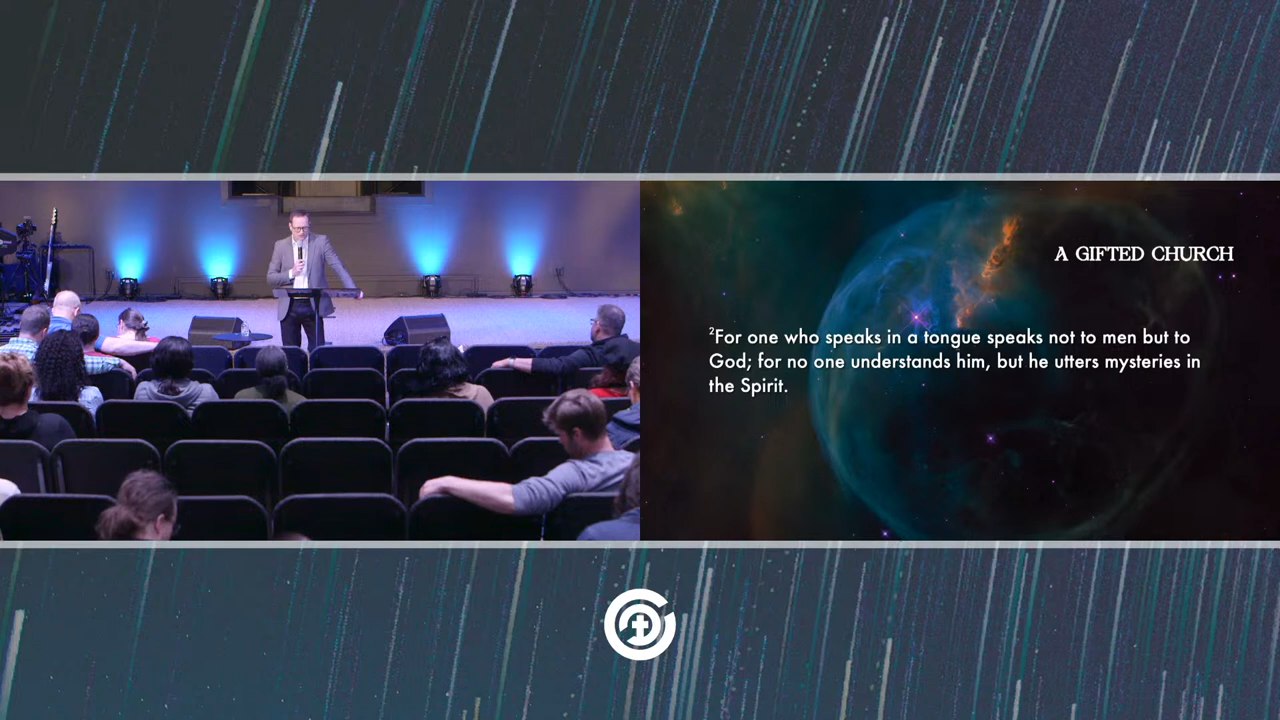 A GIFTED CHURCH
²For one who speaks in a tongue speaks not to men but to
God; for no one understands him, but he utters mysteries in
the Spirit.